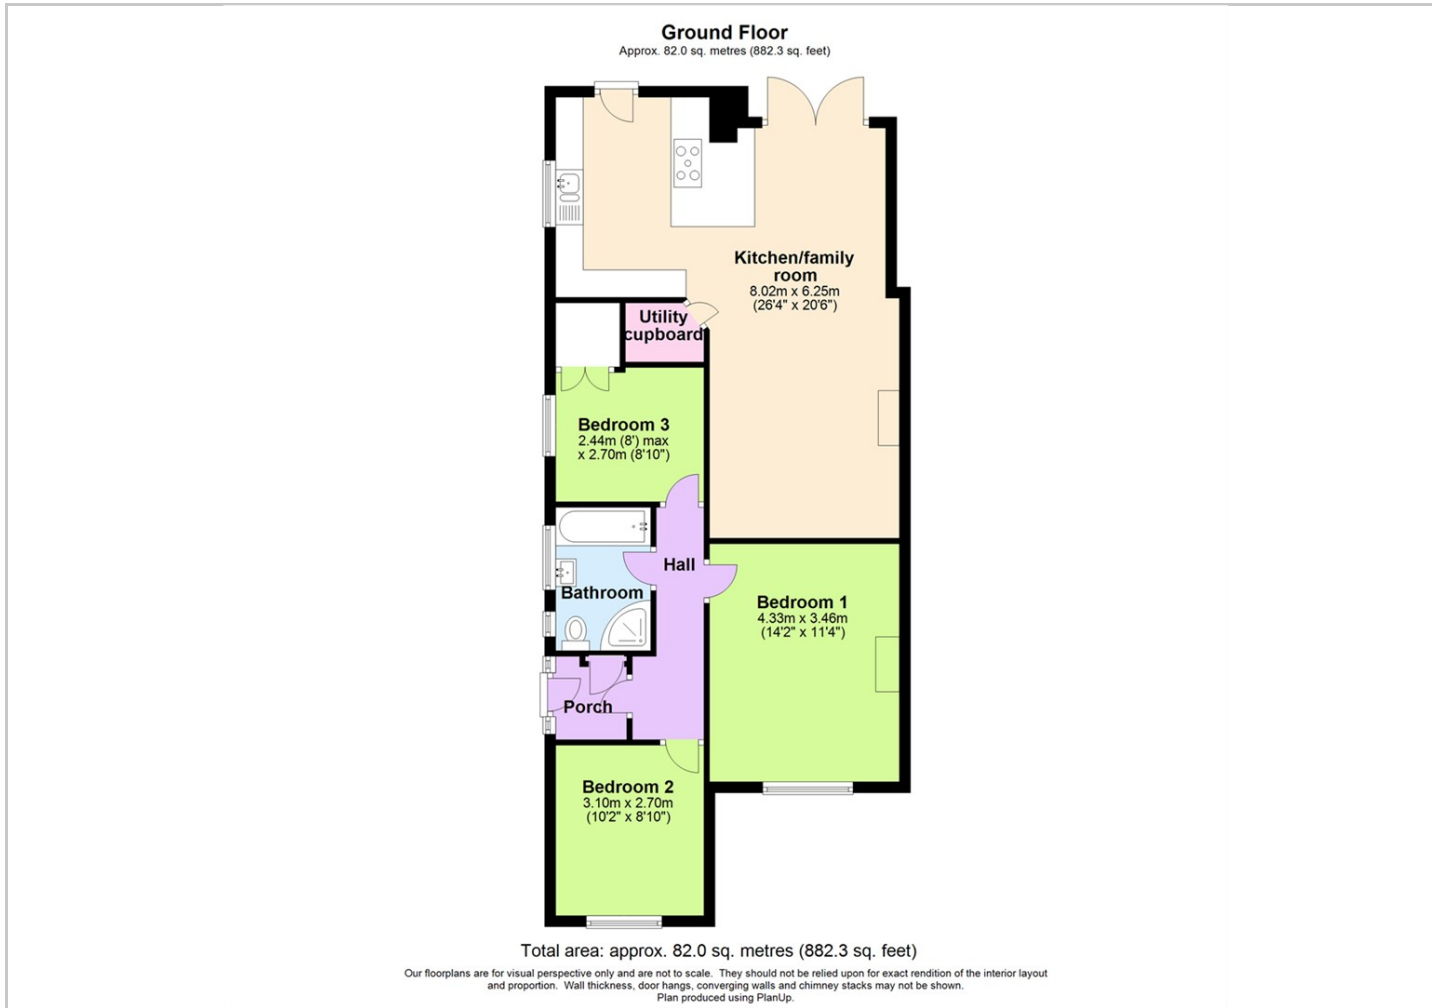 Ground Floor
Approx. 82.0 sq. metres (882.3 sq. feet)
Kitchen/family
room
8.02m x 6.25m
(26'4" x 20'6")
Utility
cupboard
Bedroom 3
2.44m (8') max
x 2.70m (8'10")
Hall
Bathroom
Bedroom 1
4.33m x 3.46m
(14'2" x 11'4")
Porch
Bedroom 2
3.10m x 2.70m
(10'2" x 8'10")
Total area: approx. 82.0 sq. metres (882.3 sq. feet)
Our floorplans are for visual perspective only and are not to scale. They should not be relied upon for exact rendition of the interior layout
and proportion. Wall thickness, door hangs, converging walls and chimney stacks may not be shown.
Plan produced using PlanUp.